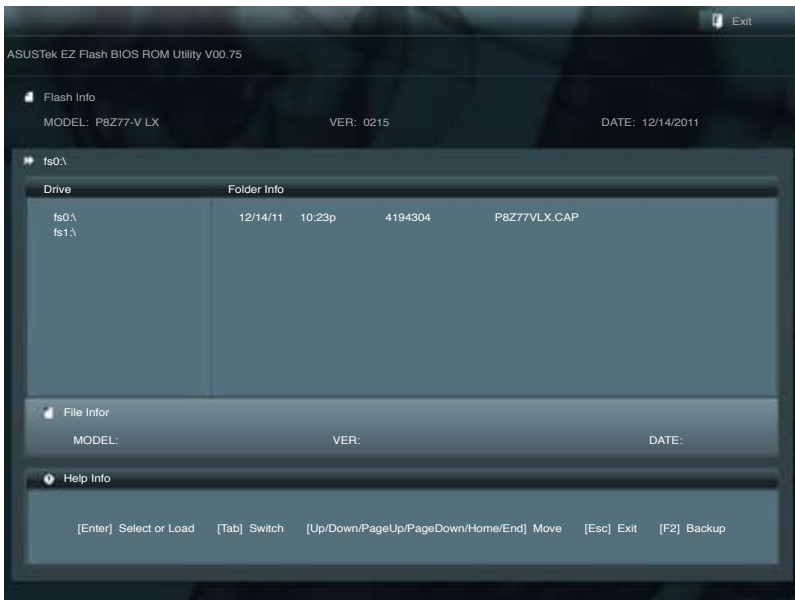 Exit
ASUSTek EZ Flash BIOS ROM Utility V00.75
Flash Info
MODEL: P8Z77-V LX VER: 0215 DATE: 12/14/2011
fs0:\
Drive Folder Info
fs0:\ 12/14/11 10:23p 4194304 P8Z77VLX.CAP
fs1:\
File Infor
MODEL: VER: DATE:
Help Info
[Enter] Select or Load [Tab] Switch [Up/Down/PageUp/PageDown/Home/End] Move [Esc] Exit [F2] Backup